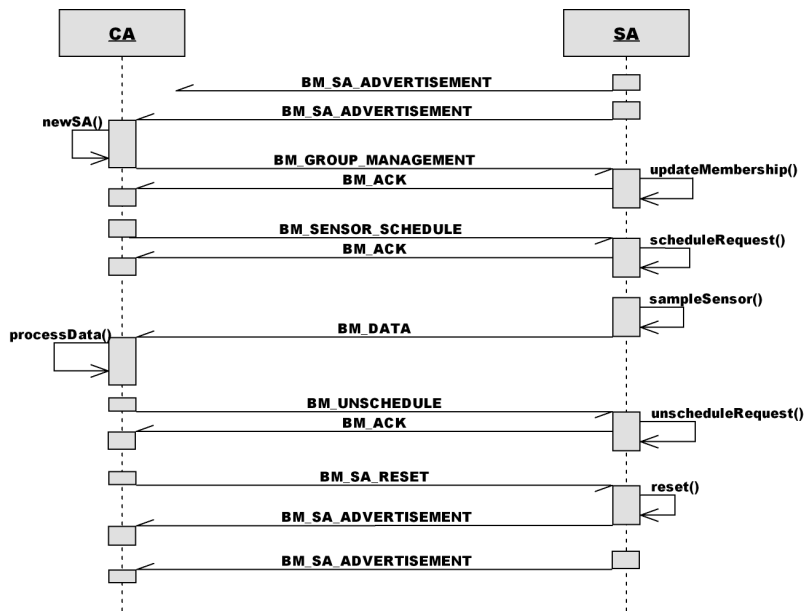 CA
SA
BM_SA_ADVERTISEMENT
BM_SA_ADVERTISEMENT
newSA()
BM_GROUP_MANAGEMENT
updateMembership()
BM_ACK
BM_SENSOR_SCHEDULE
scheduleRequest()
BM_ACK
sampleSensor()
BM_DATA
processData()
BM_UNSCHEDULE
unscheduleRequest()
BM_ACK
BM_SA_RESET
reset()
BM_SA_ADVERTISEMENT
BM_SA_ADVERTISEMENT